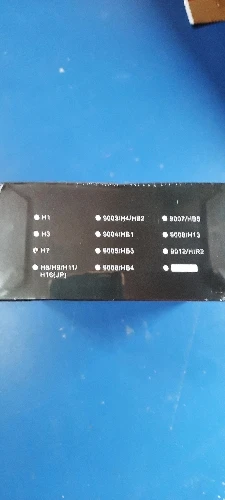 H1
9003/H4/HB2
9007/HB5
H3
9004/HB1
9008/H13
H7
9005/HB3
9012/HIR2
H8/H9/H11/
H16(JP)
9006/HB4